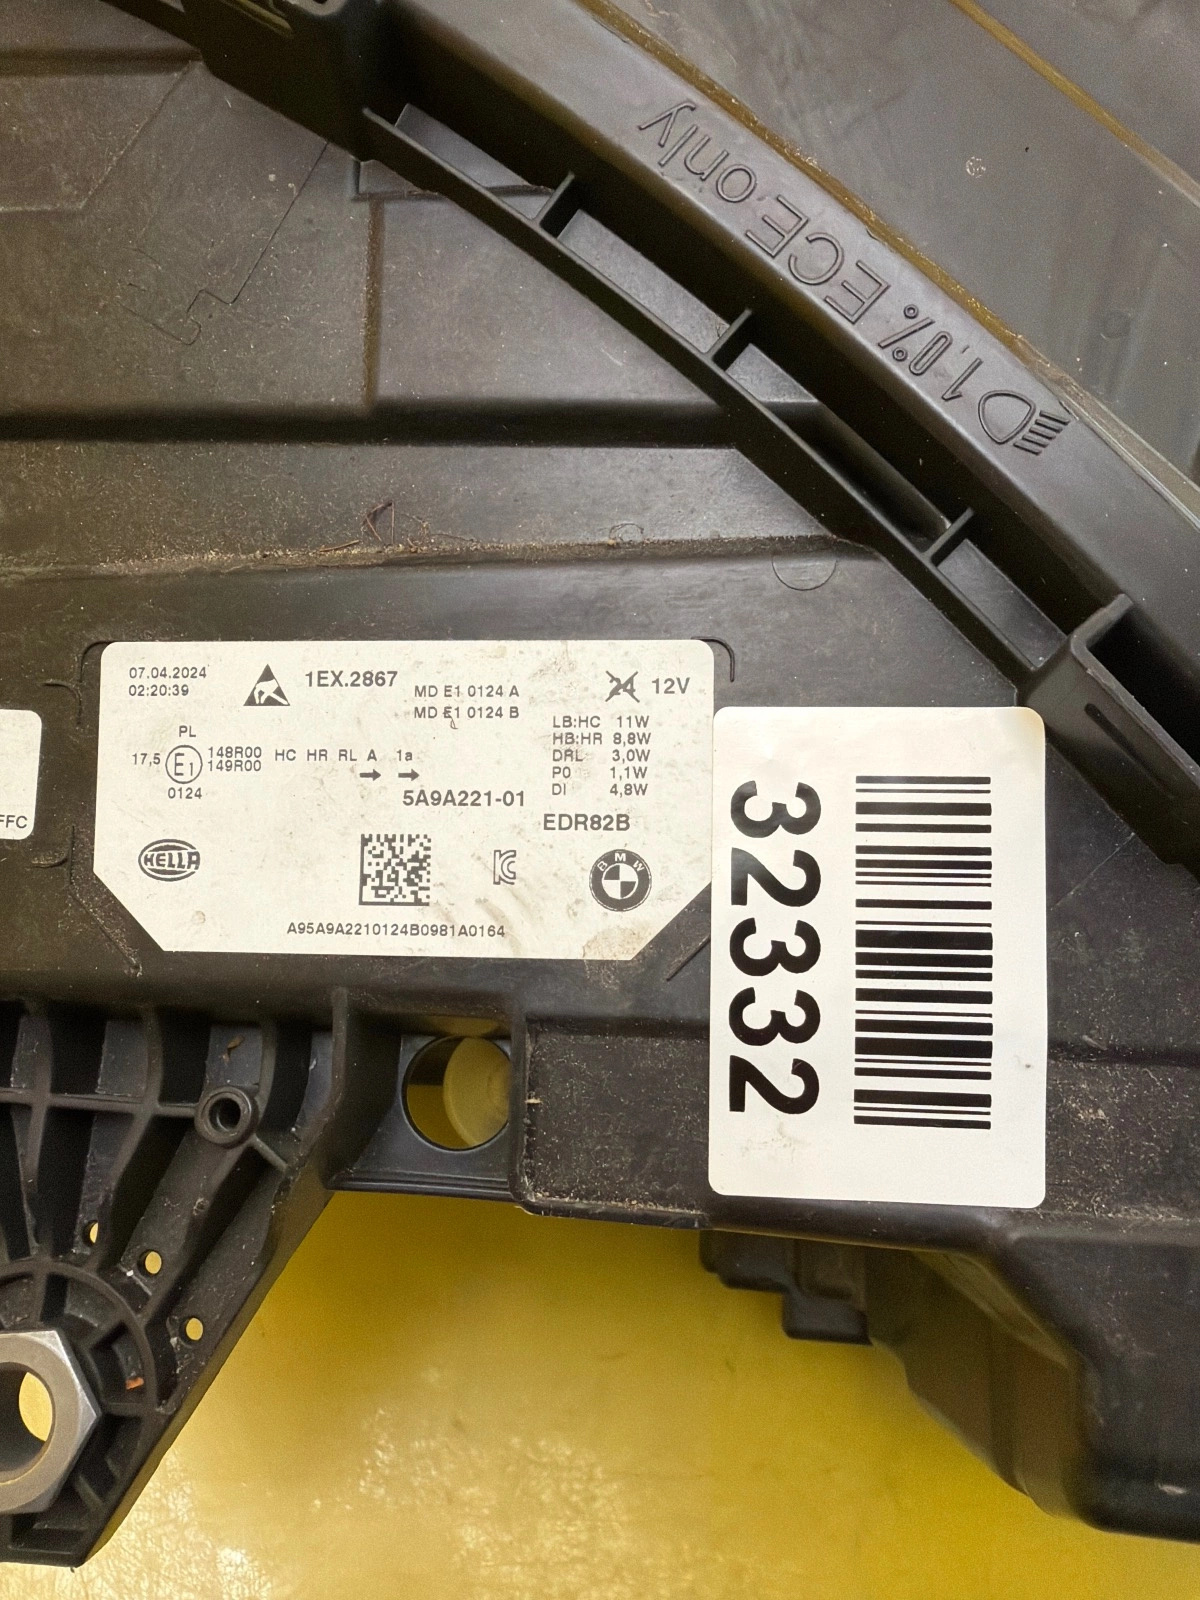 1,0% ECE only
07.04.2024
02:20:39
1EX.2867
MD E1 0124 A
MD E1 0124 B
24 12V
PL
17,5 E1 148R00 HC HR RL A 1a
149R00
0124
LB:HC 11W
HB:HR 8,8W
DRL 3,0W
PO 1,1W
DI 4,8W
5A9A221-01
EDR82B
HELLA
BMW
A95A9A2210124B0981A0164
FFC
32332